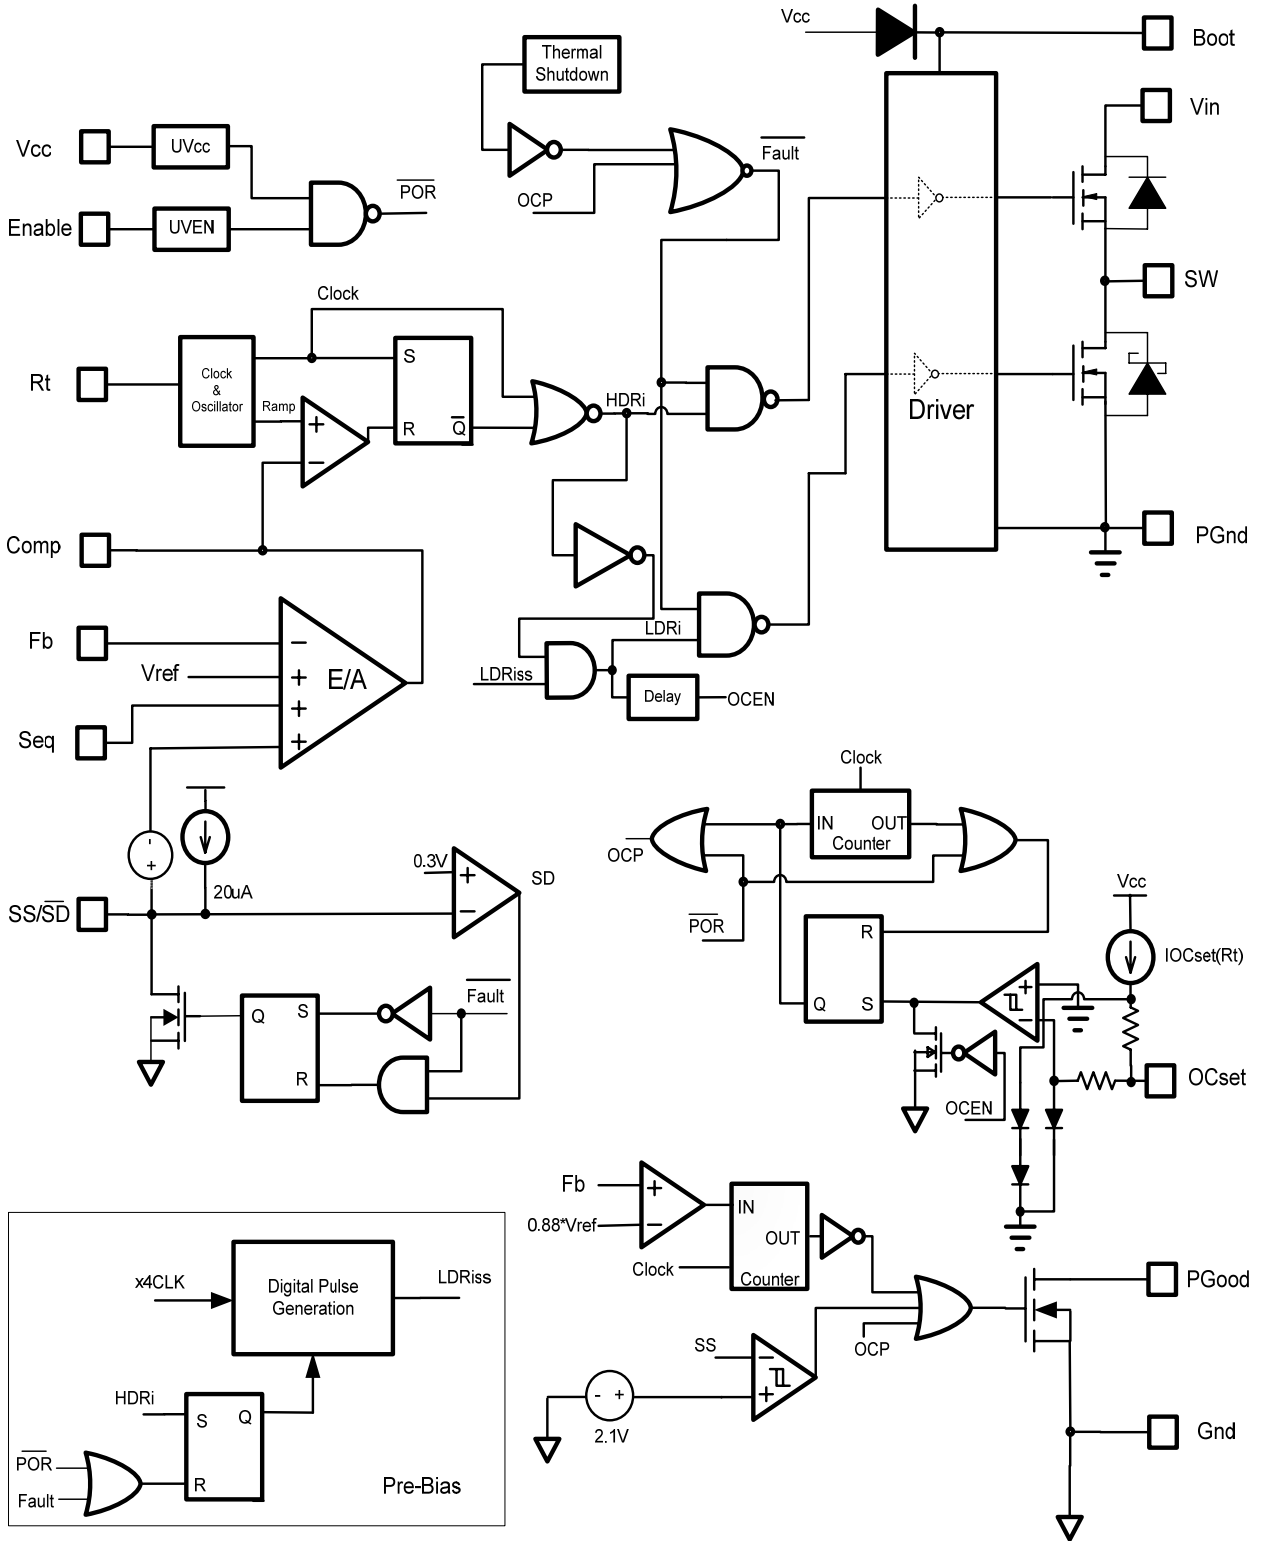 Vcc
Boot
Thermal
Shutdown
Vin
Vcc
UVcc
Fault
POR
OCP
Enable
UVEN
SW
Clock
Rt
Clock
&
Oscillator
Ramp
S
R
Q
HDRi
Driver
+
−
Comp
PGnd
Fb
−
Vref
+
E/A
+
Seq
+
LDRi
LDRiss
Delay
OCEN
Clock
IN
OUT
Counter
OCP
-
+
20uA
0.3V
+
−
SD
SS/SD
POR
Vcc
R
IOCset(Rt)
Fault
Q
S
R
Q
S
+
−
OCset
OCEN
Fb
+
0.88*Vref
−
IN
OUT
Clock
Counter
PGood
x4CLK
Digital Pulse
Generation
LDRiss
SS
−
OCP
+
- +
2.1V
HDRi
S
Q
Gnd
POR
R
Fault
Pre-Bias